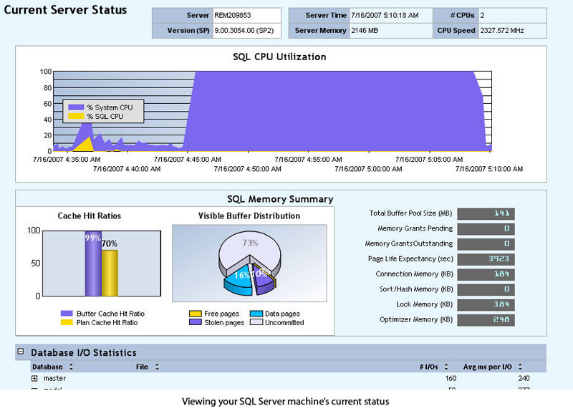 Current Server Status
Server REM209853 Server Time 7/16/2007 5:10:18 AM # CPUs 2
Version (SP) 9.00.3054.00 (SP2) Server Memory 2146 MB CPU Speed 2327.572 MHz
SQL CPU Utilization
100
80
60
40
20
0
% System CPU
% SQL CPU
7/16/2007 4:35:00 AM 7/16/2007 4:45:00 AM 7/16/2007 4:55:00 AM 7/16/2007 5:05:00 AM
7/16/2007 4:40:00 AM 7/16/2007 4:50:00 AM 7/16/2007 5:00:00 AM 7/16/2007 5:10:00 AM
SQL Memory Summary
Cache Hit Ratios
100
50
0
99%
70%
Buffer Cache Hit Ratio
Plan Cache Hit Ratio
Visible Buffer Distribution
73%
16%
10%
Free pages Data pages
Stolen pages Uncommitted
Total Buffer Pool Size (MB) 141
Memory Grants Pending 0
Memory GrantsOutstanding 0
Page Life Expectancy (sec) 3923
Connection Memory (KB) 184
Sort/Hash Memory (KB) 0
Lock Memory (KB) 384
Optimizer Memory (KB) 248
Database I/O Statistics
Database File # I/Os Avg ms per I/O
master 160 240
Viewing your SQL Server machine's current status